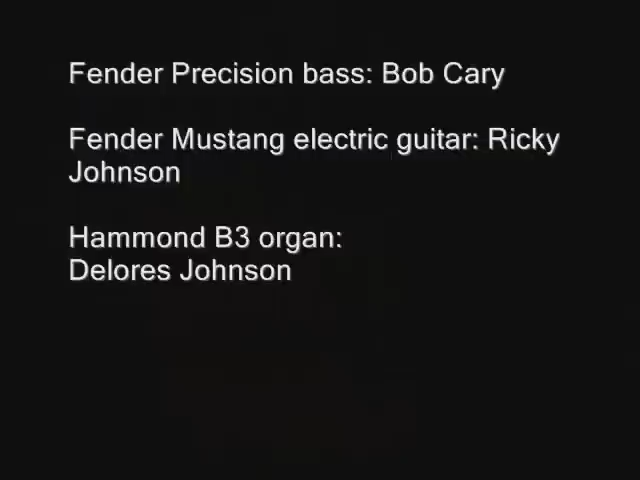 Fender Precision bass: Bob Cary
Fender Mustang electric guitar: Ricky
Johnson
Hammond B3 organ:
Delores Johnson